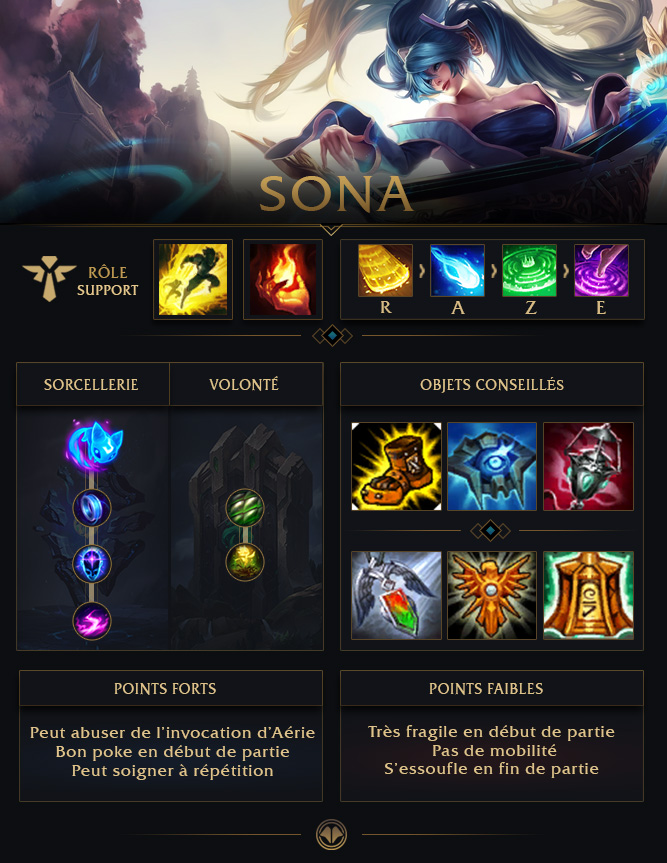 SONA
RÔLE
SUPPORT
R
A
Z
E
SORCELLERIE
VOLONTÉ
OBJETS CONSEILLÉS
POINTS FORTS
Peut abuser de l'invocation d'Aérie
Bon poke en début de partie
Peut soigner à répétition
POINTS FAIBLES
Très fragile en début de partie
Pas de mobilité
S'essoufle en fin de partie